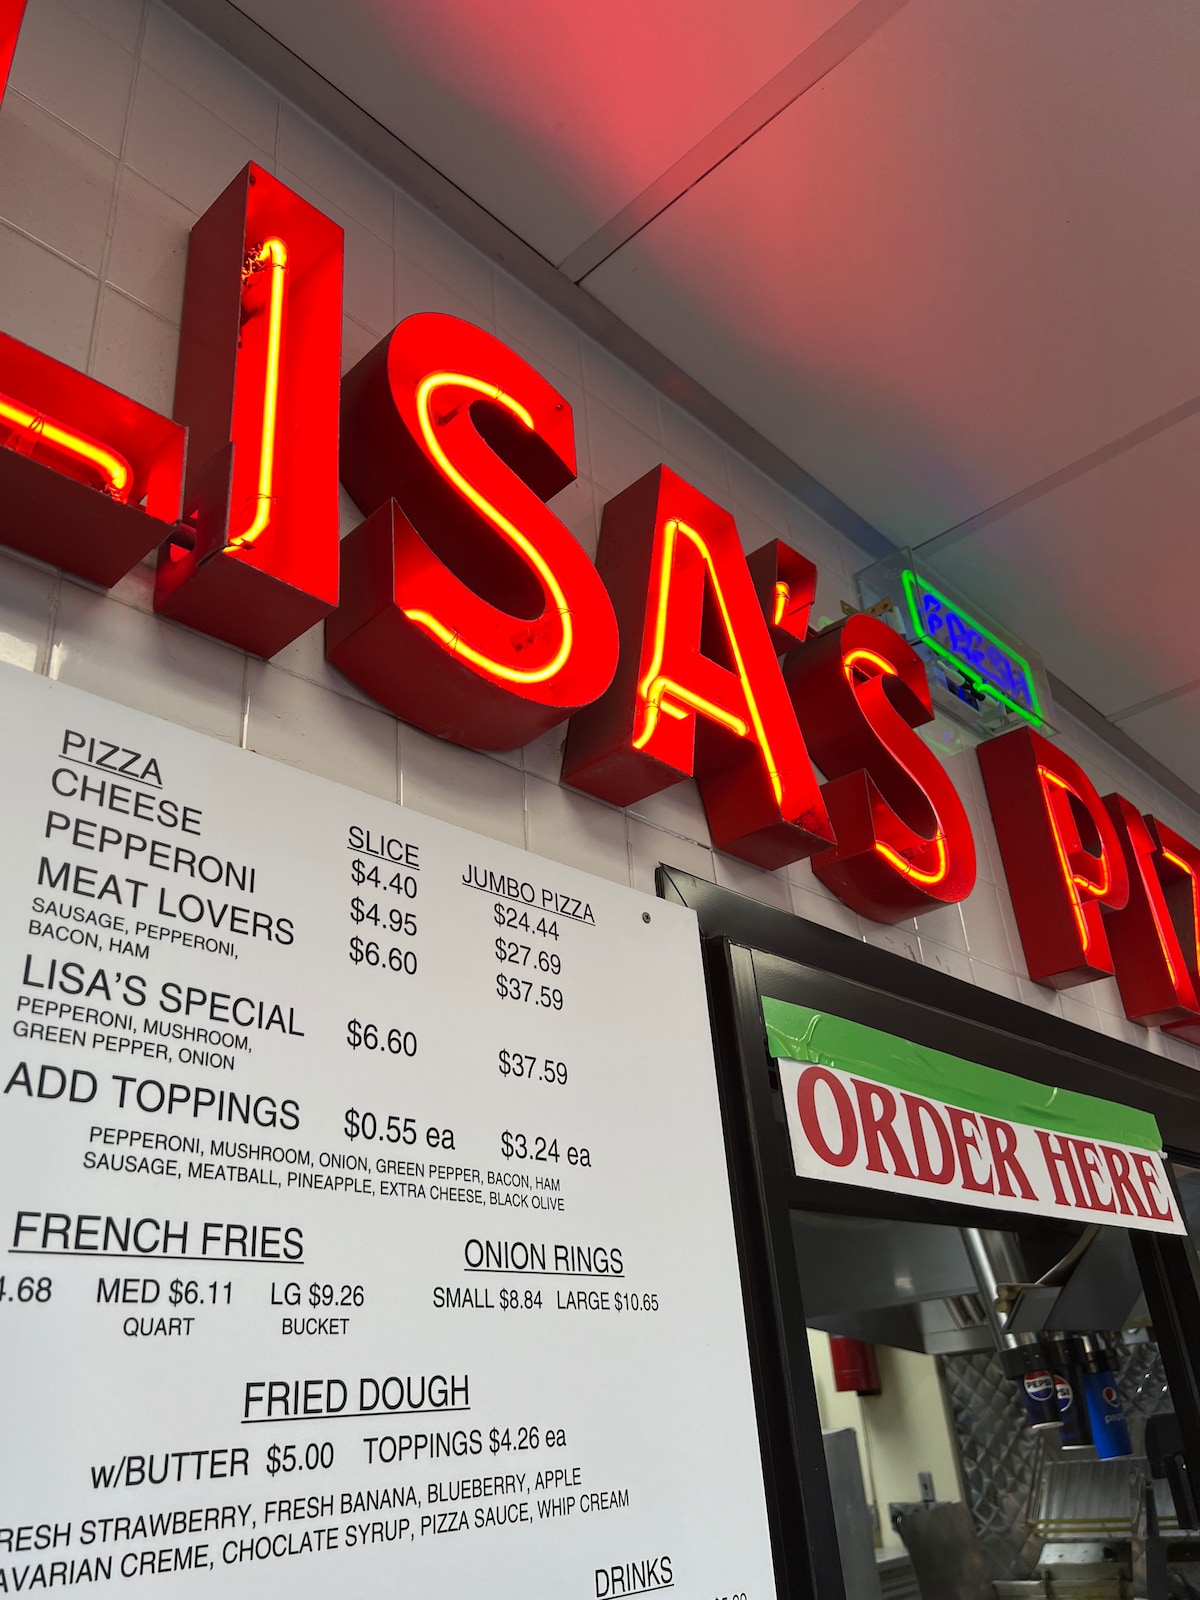 LISA'S PIZ
FRESH
PIZZA
SLICE JUMBO PIZZA
CHEESE $4.40 $24.44
PEPPERONI $4.95 $27.69
MEAT LOVERS $6.60 $37.59
SAUSAGE, PEPPERONI,
BACON, HAM
LISA'S SPECIAL $6.60 $37.59
PEPPERONI, MUSHROOM,
GREEN PEPPER, ONION
ADD TOPPINGS $0.55 ea $3.24 ea
PEPPERONI, MUSHROOM, ONION, GREEN PEPPER, BACON, HAM
SAUSAGE, MEATBALL, PINEAPPLE, EXTRA CHEESE, BLACK OLIVE
FRENCH FRIES
.68 MED $6.11 LG $9.26
QUART BUCKET
ONION RINGS
SMALL $8.84 LARGE $10.65
FRIED DOUGH
w/BUTTER $5.00 TOPPINGS $4.26 ea
RESH STRAWBERRY, FRESH BANANA, BLUEBERRY, APPLE
AVARIAN CREME, CHOCLATE SYRUP, PIZZA SAUCE, WHIP CREAM
DRINKS
ORDER HERE
PEPSI
pepsi